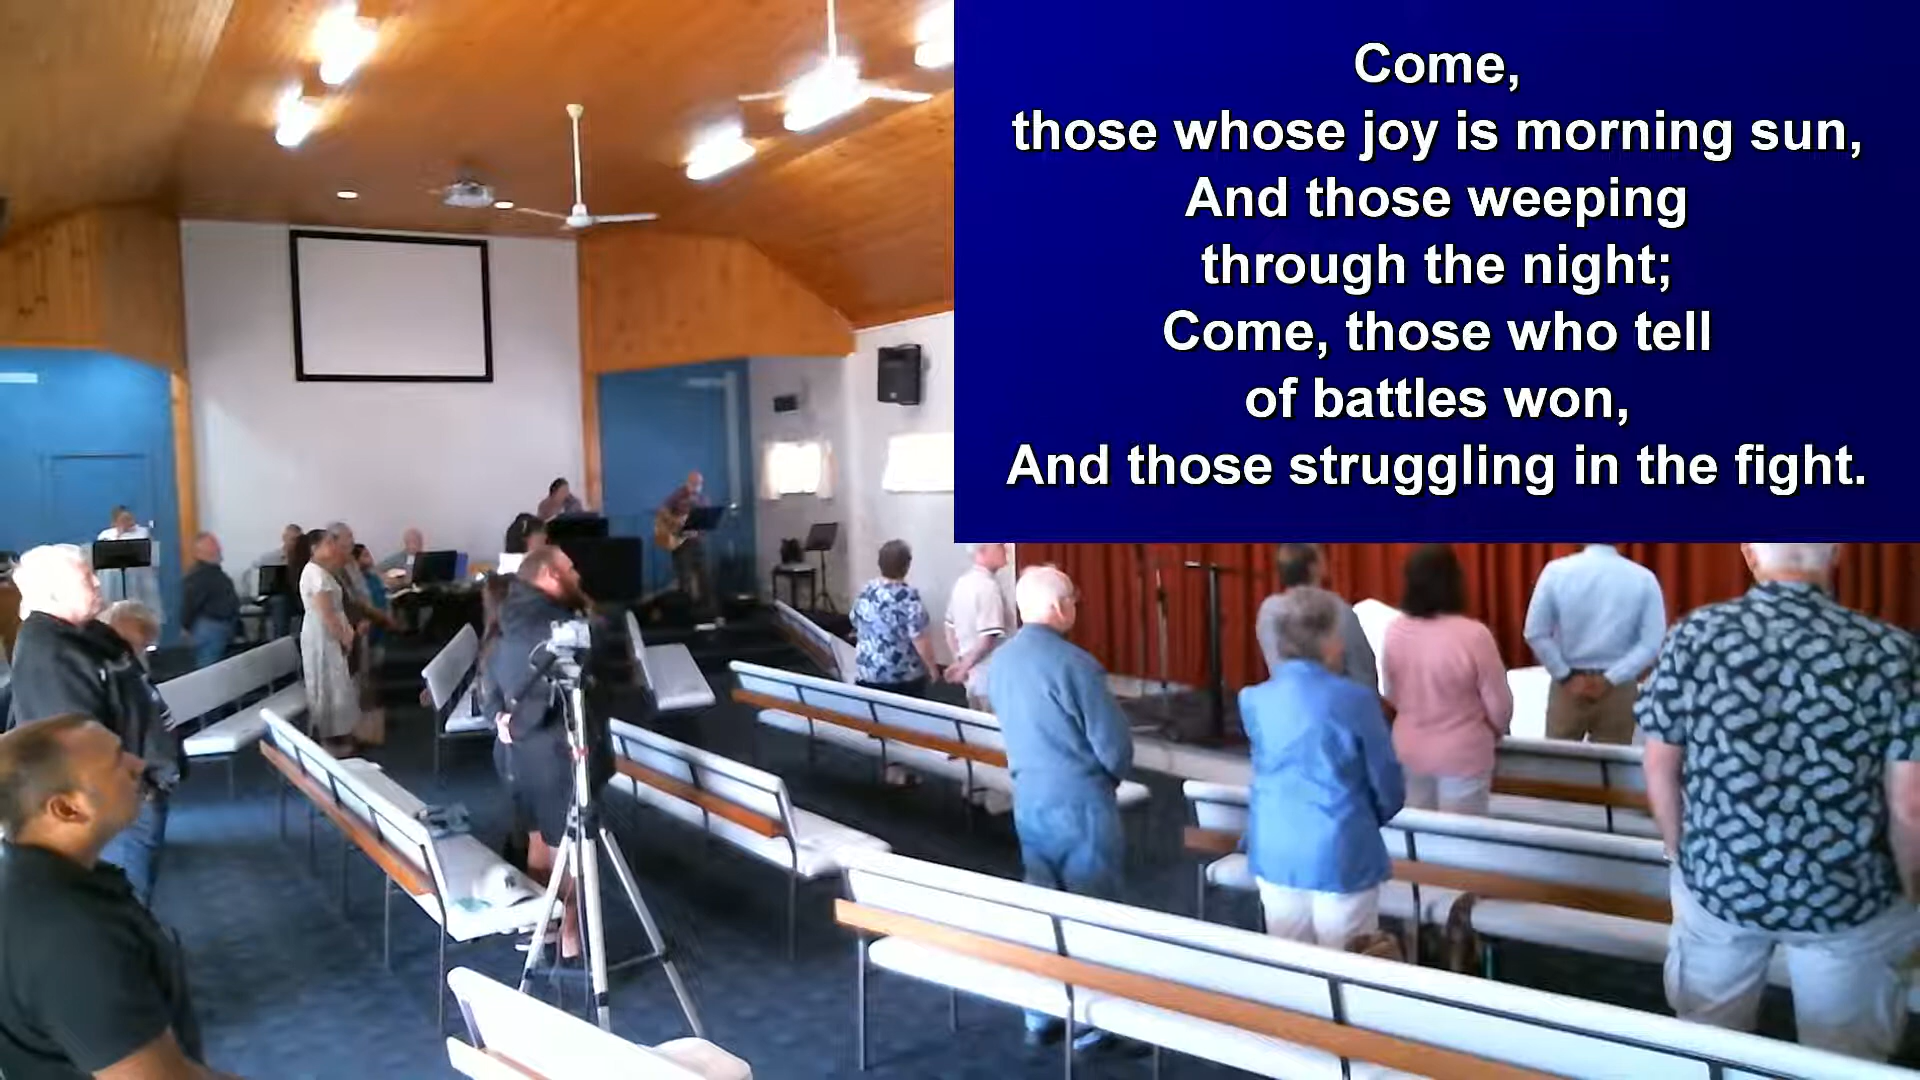 Come,
those whose joy is morning sun,
And those weeping
through the night;
Come, those who tell
of battles won,
And those struggling in the fight.